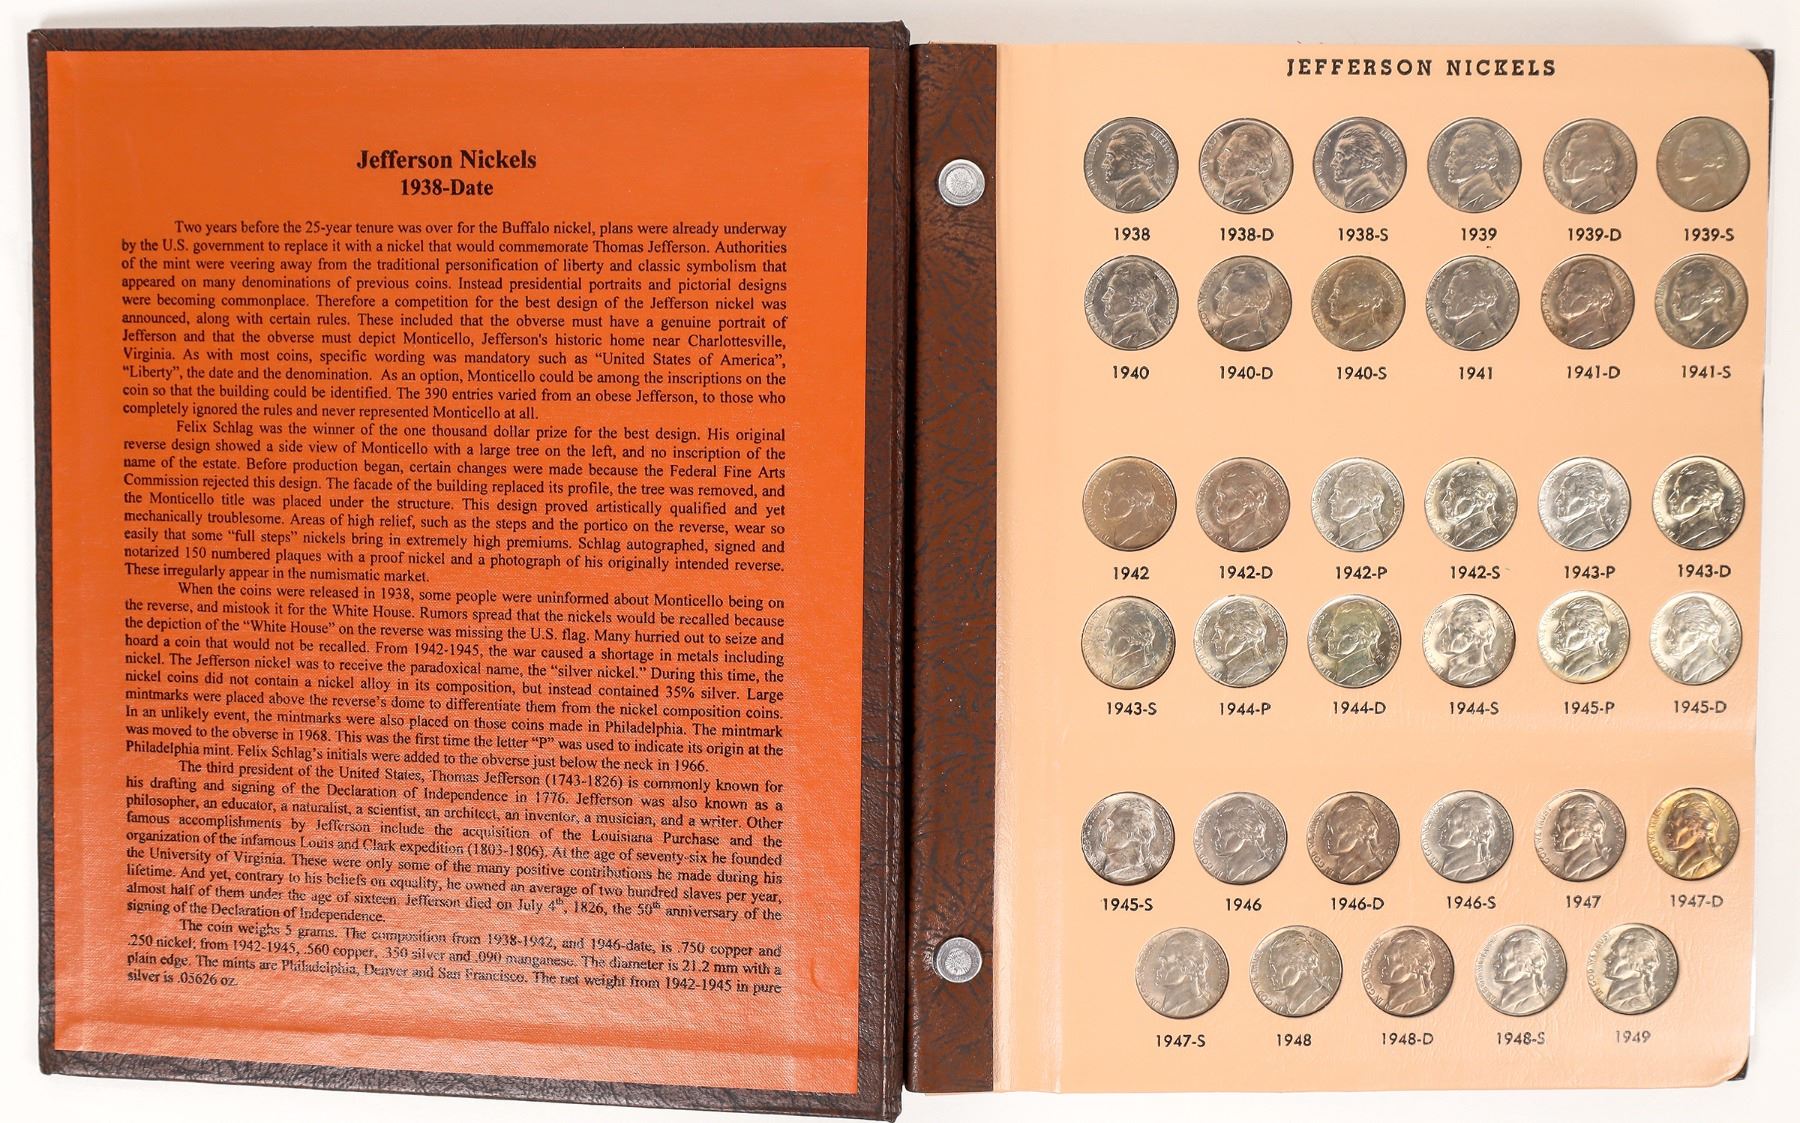 Jefferson Nickels
1938-Date
Two years before the 25-year tenure was over for the Buffalo nickel, plans were already underway
by the U.S. government to replace it with a nickel that would commemorate Thomas Jefferson. Authorities
of the mint were veering away from the traditional personification of liberty and classic symbolism that
appeared on many denominations of previous coins. Instead presidential portraits and pictorial designs
were becoming commonplace. Therefore a competition for the best design of the Jefferson nickel was
announced, along with certain rules. These included that the obverse must have a genuine portrait of
Jefferson and that the obverse must depict Monticello, Jefferson's historic home near Charlottesville,
Virginia. As with most coins, specific wording was mandatory such as “United States of America”,
“Liberty”, the date and the denomination. As an option, Monticello could be among the inscriptions on the
coin so that the building could be identified. The 390 entries varied from an obese Jefferson, to those who
completely ignored the rules and never represented Monticello at all.
Felix Schlag was the winner of the one thousand dollar prize for the best design. His original
reverse design showed a side view of Monticello with a large tree on the left, and no inscription of the
name of the estate. Before production began, certain changes were made because the Federal Fine Arts
Commission rejected this design. The facade of the building replaced its profile, the tree was removed, and
the Monticello title was placed under the structure. This design proved artistically qualified and yet
mechanically troublesome. Areas of high relief, such as the steps and the portico on the reverse, wear so
easily that some “full steps” nickels bring in extremely high premiums. Schlag autographed, signed and
notarized 150 numbered plaques with a proof nickel and a photograph of his originally intended reverse.
These irregularly appear in the numismatic market.
When the coins were released in 1938, some people were uninformed about Monticello being on
the reverse, and mistook it for the White House. Rumors spread that the nickels would be recalled because
the depiction of the “White House” on the reverse was missing the U.S. flag. Many hurried out to seize and
hoard a coin that would not be recalled. From 1942-1945, the war caused a shortage in metals including
nickel. The Jefferson nickel was to receive the paradoxical name, the “silver nickel.” During this time, the
nickel coins did not contain a nickel alloy in its composition, but instead contained 35% silver. Large
mintmarks were placed above the reverse's dome to differentiate them from the nickel composition coins.
In an unlikely event, the mintmarks were also placed on those coins made in Philadelphia. The mintmark
was moved to the obverse in 1968. This was the first time the letter “P” was used to indicate its origin at the
Philadelphia mint. Felix Schlag's initials were added to the obverse just below the neck in 1966.
The third president of the United States, Thomas Jefferson (1743-1826) is commonly known for
his drafting and signing of the Declaration of Independence in 1776. Jefferson was also known as a
philosopher, an educator, a naturalist, a scientist, an architect, an inventor, a musician, and a writer. Other
famous accomplishments by Jefferson include the acquisition of the Louisiana Purchase and the
organization of the infamous Louis and Clark expedition (1803-1806). At the age of seventy-six he founded
the University of Virginia. These were only some of the many positive contributions he made during his
lifetime. And yet, contrary to his beliefs on equality, he owned an average of two hundred slaves per year,
almost half of them under the age of sixteen. Jefferson died on July 4th, 1826, the 50th anniversary of the
signing of the Declaration of Independence.
The coin weighs 5 grams. The composition from 1938-1942, and 1946-date, is .750 copper and
.250 nickel; from 1942-1945, .560 copper, .350 silver and .090 manganese. The diameter is 21.2 mm with a
plain edge. The mints are Philadelphia, Denver and San Francisco. The net weight from 1942-1945 in pure
silver is .05626 oz.
JEFFERSON NICKELS
1938 1938-D 1938-S 1939 1939-D 1939-S
1940 1940-D 1940-S 1941 1941-D 1941-S
1942 1942-D 1942-P 1942-S 1943-P 1943-D
1943-S 1944-P 1944-D 1944-S 1945-P 1945-D
1945-S 1946 1946-D 1946-S 1947 1947-D
1947-S 1948 1948-D 1948-S 1949